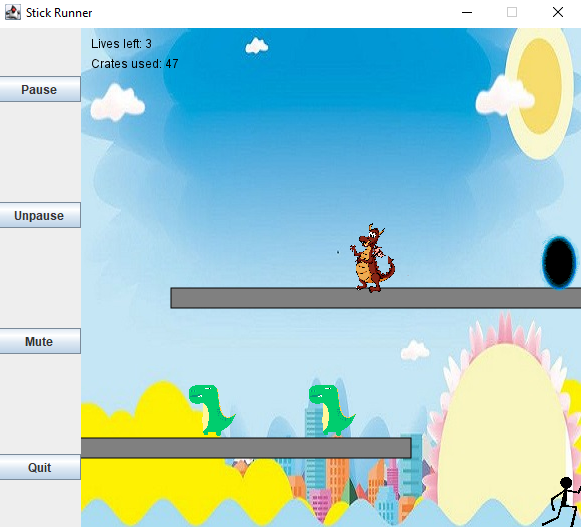 Stick Runner
Lives left: 3
Crates used: 47
Pause
Unpause
Mute
Quit